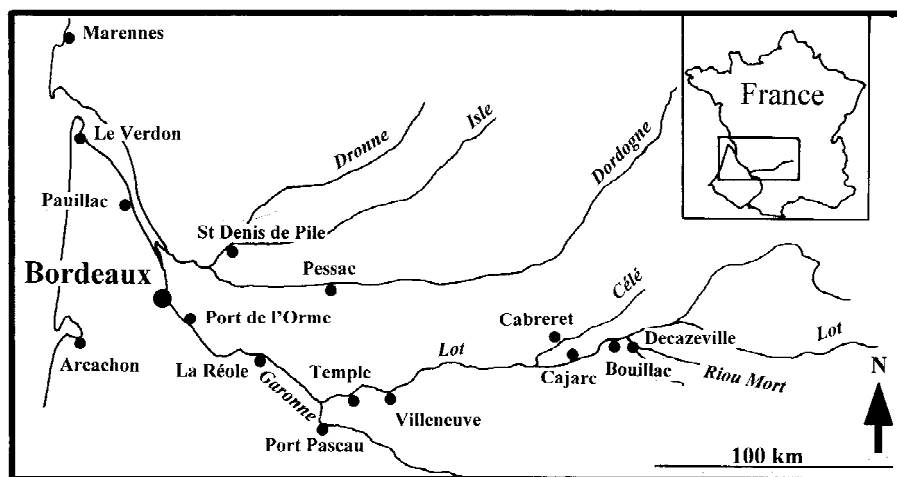 Marennes
France
Le Verdon
Dronne
Isle
Dordogne
Pauillac
St Denis de Pile
Pessac
Bordeaux
Célé
Port de l'Orme
Cabreret
Decazeville
Lot
Arcachon
La Réole
Temple
Lot
Cajarc
Bouillac
Riou Mort
N
Garonne
Villeneuve
Port Pascau
100 km